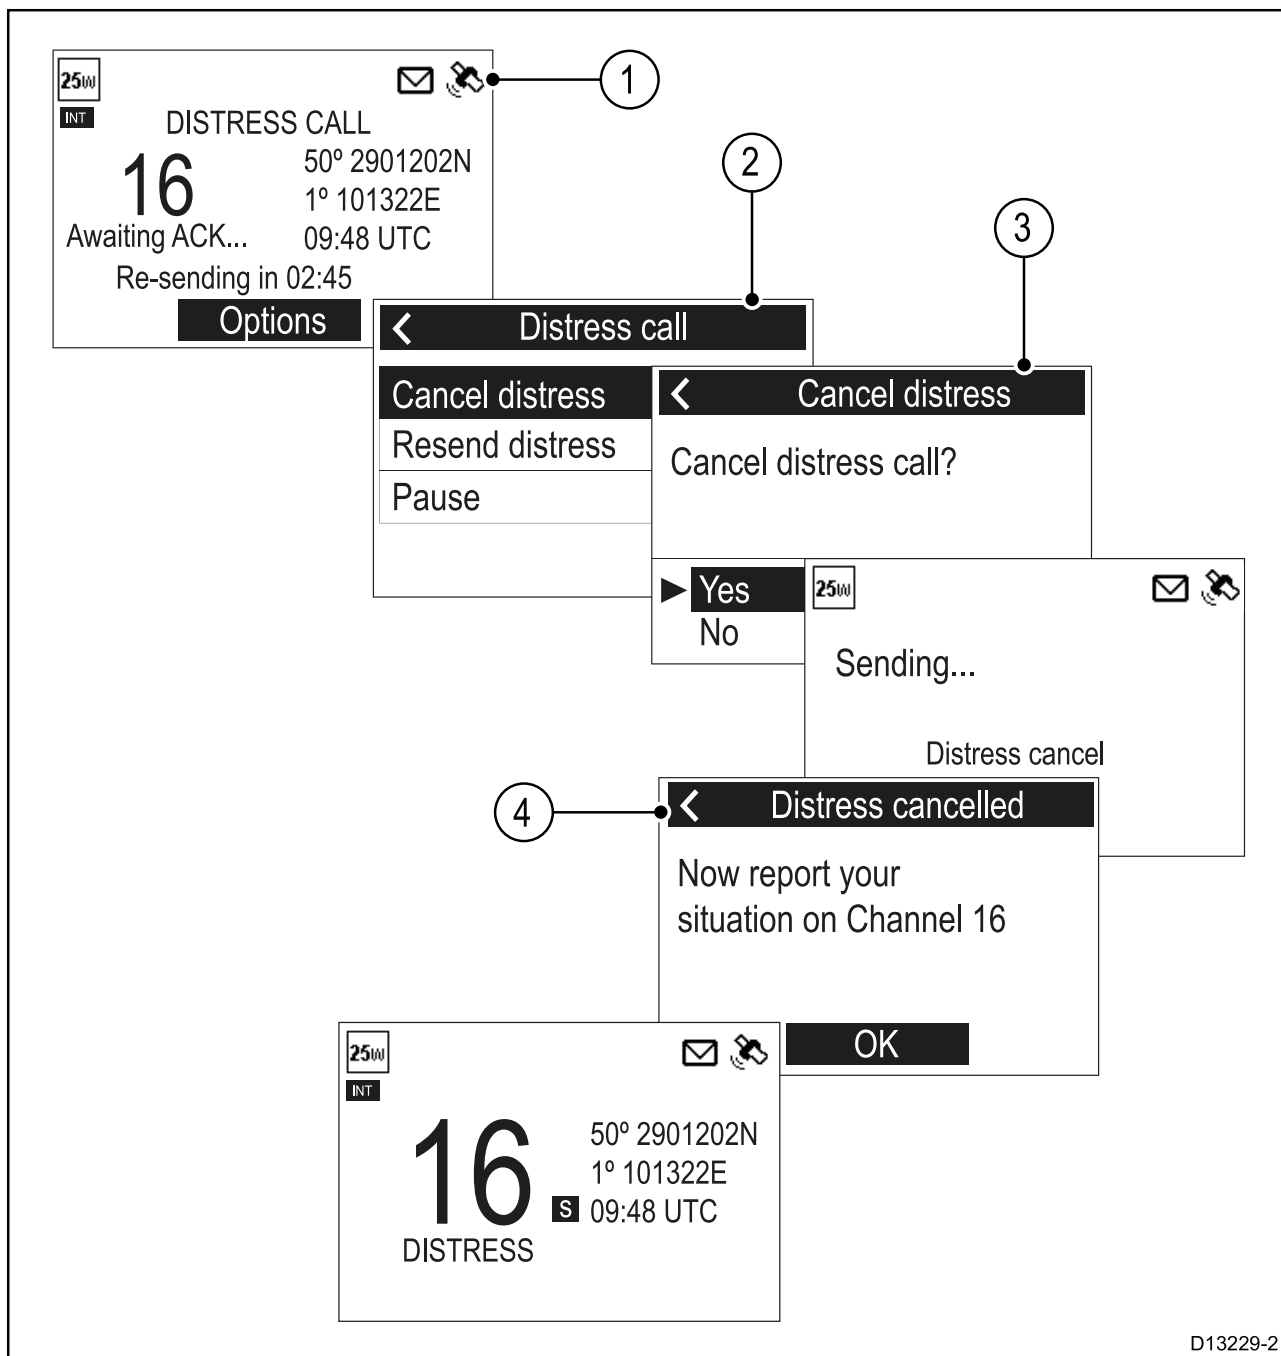 25W
1
INT
DISTRESS CALL
16
50º 2901202N
1º 101322E
Awaiting ACK...
09:48 UTC
Re-sending in 02:45
Options
2
Distress call
Cancel distress
Resend distress
Pause
3
Cancel distress
Cancel distress call?
Yes
No
25W
Sending...
Distress cancel
4
Distress cancelled
Now report your
situation on Channel 16
OK
25W
INT
16
50º 2901202N
1º 101322E
S 09:48 UTC
DISTRESS
D13229-2